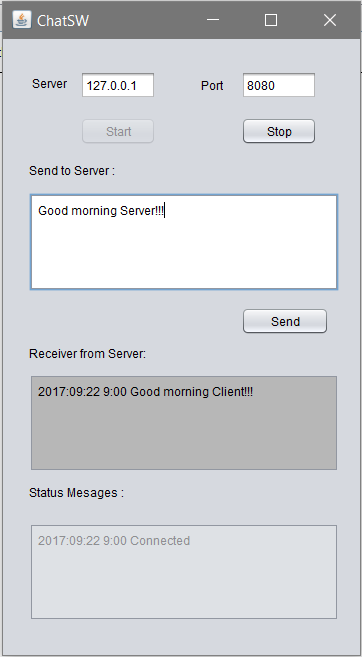 ChatSW
Server 127.0.0.1 Port 8080
Start Stop
Send to Server :
Good morning Server!!!
Send
Receiver from Server:
2017:09:22 9:00 Good morning Client!!!
Status Mesages :
2017:09:22 9:00 Connected